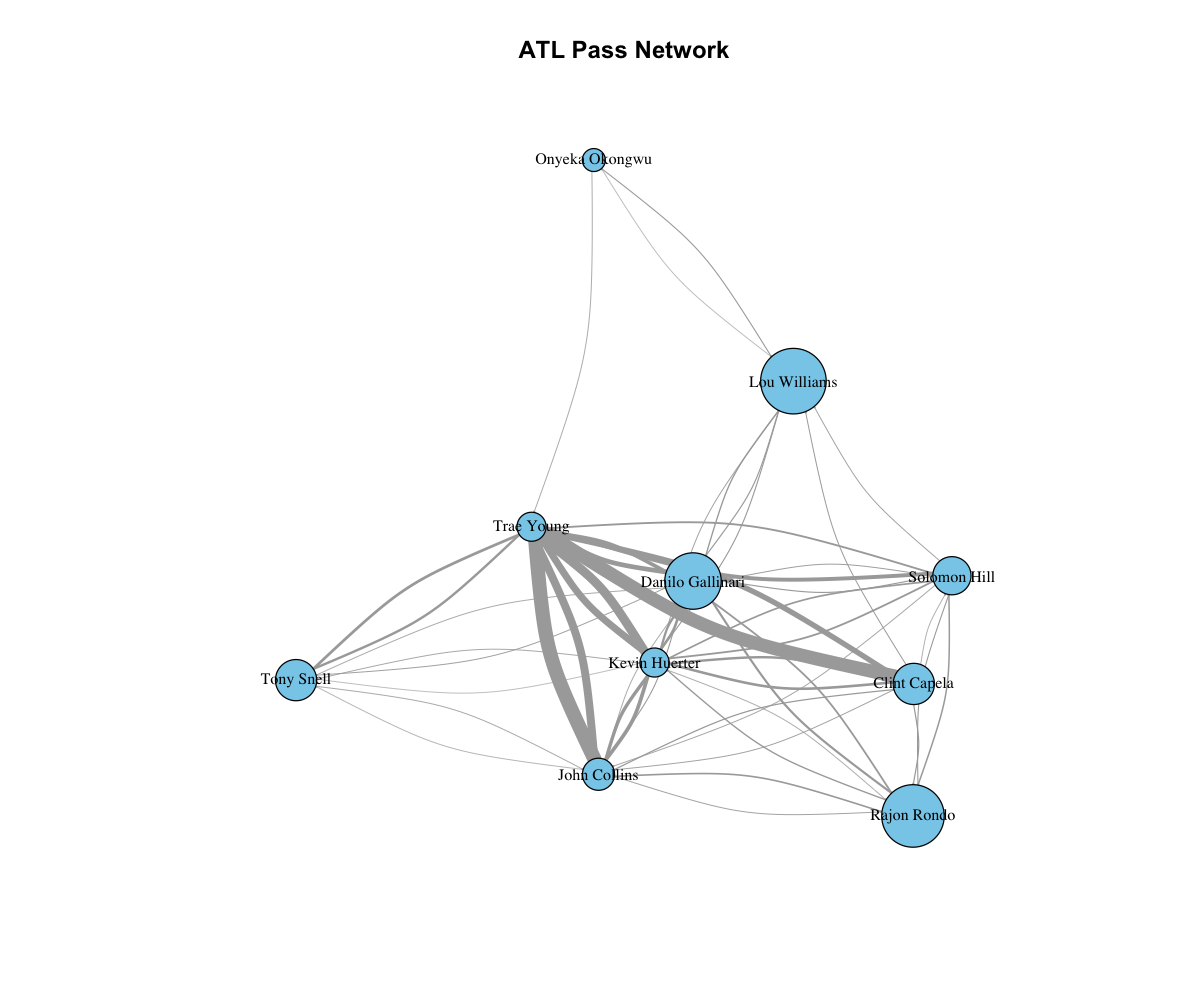 ATL Pass Network
Onyeka Okongwu
Lou Williams
Trae Young
Danilo Gallinari
Solomon Hill
Kevin Huerter
Tony Snell
Clint Capela
John Collins
Rajon Rondo